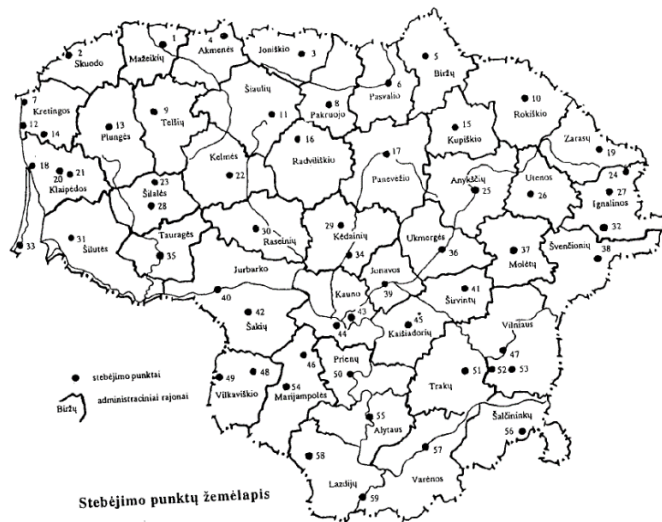 1
4
Akmenės
Joniškio
3
2
Skuodo
Mažeikių
5
Biržų
6
Pasvalio
7
Kretingos
12
14
13
Plungės
9
Telšių
Šiaulių
11
8
Pakruojo
10
Rokiškio
15
Kupiškio
16
Radviliškio
17
Panevėžio
Zarasų
19
18
20
21
Klaipėdos
Kelmės
22
23
Šilalės
28
Anykščių
25
Utenos
26
24
27
Ignalinos
32
33
31
Šilutės
Tauragės
35
30
Raseinių
29
Kėdainių
34
Ukmergės
36
37
Molėtų
Švenčionių
38
Jurbarko
40
Jonavos
39
Kauno
43
44
41
Širvintų
42
Šakių
45
Kaišiadorių
Vilniaus
47
46
Prienų
50
51
52
53
Trakų
49
48
Vilkaviškio
54
Marijampolės
55
Alytaus
Šalčininkų
56
57
Varėnos
58
Lazdijų
59
stebėjimo punktai
administraciniai rajonai
Biržų
Stebėjimo punktų žemėlapis